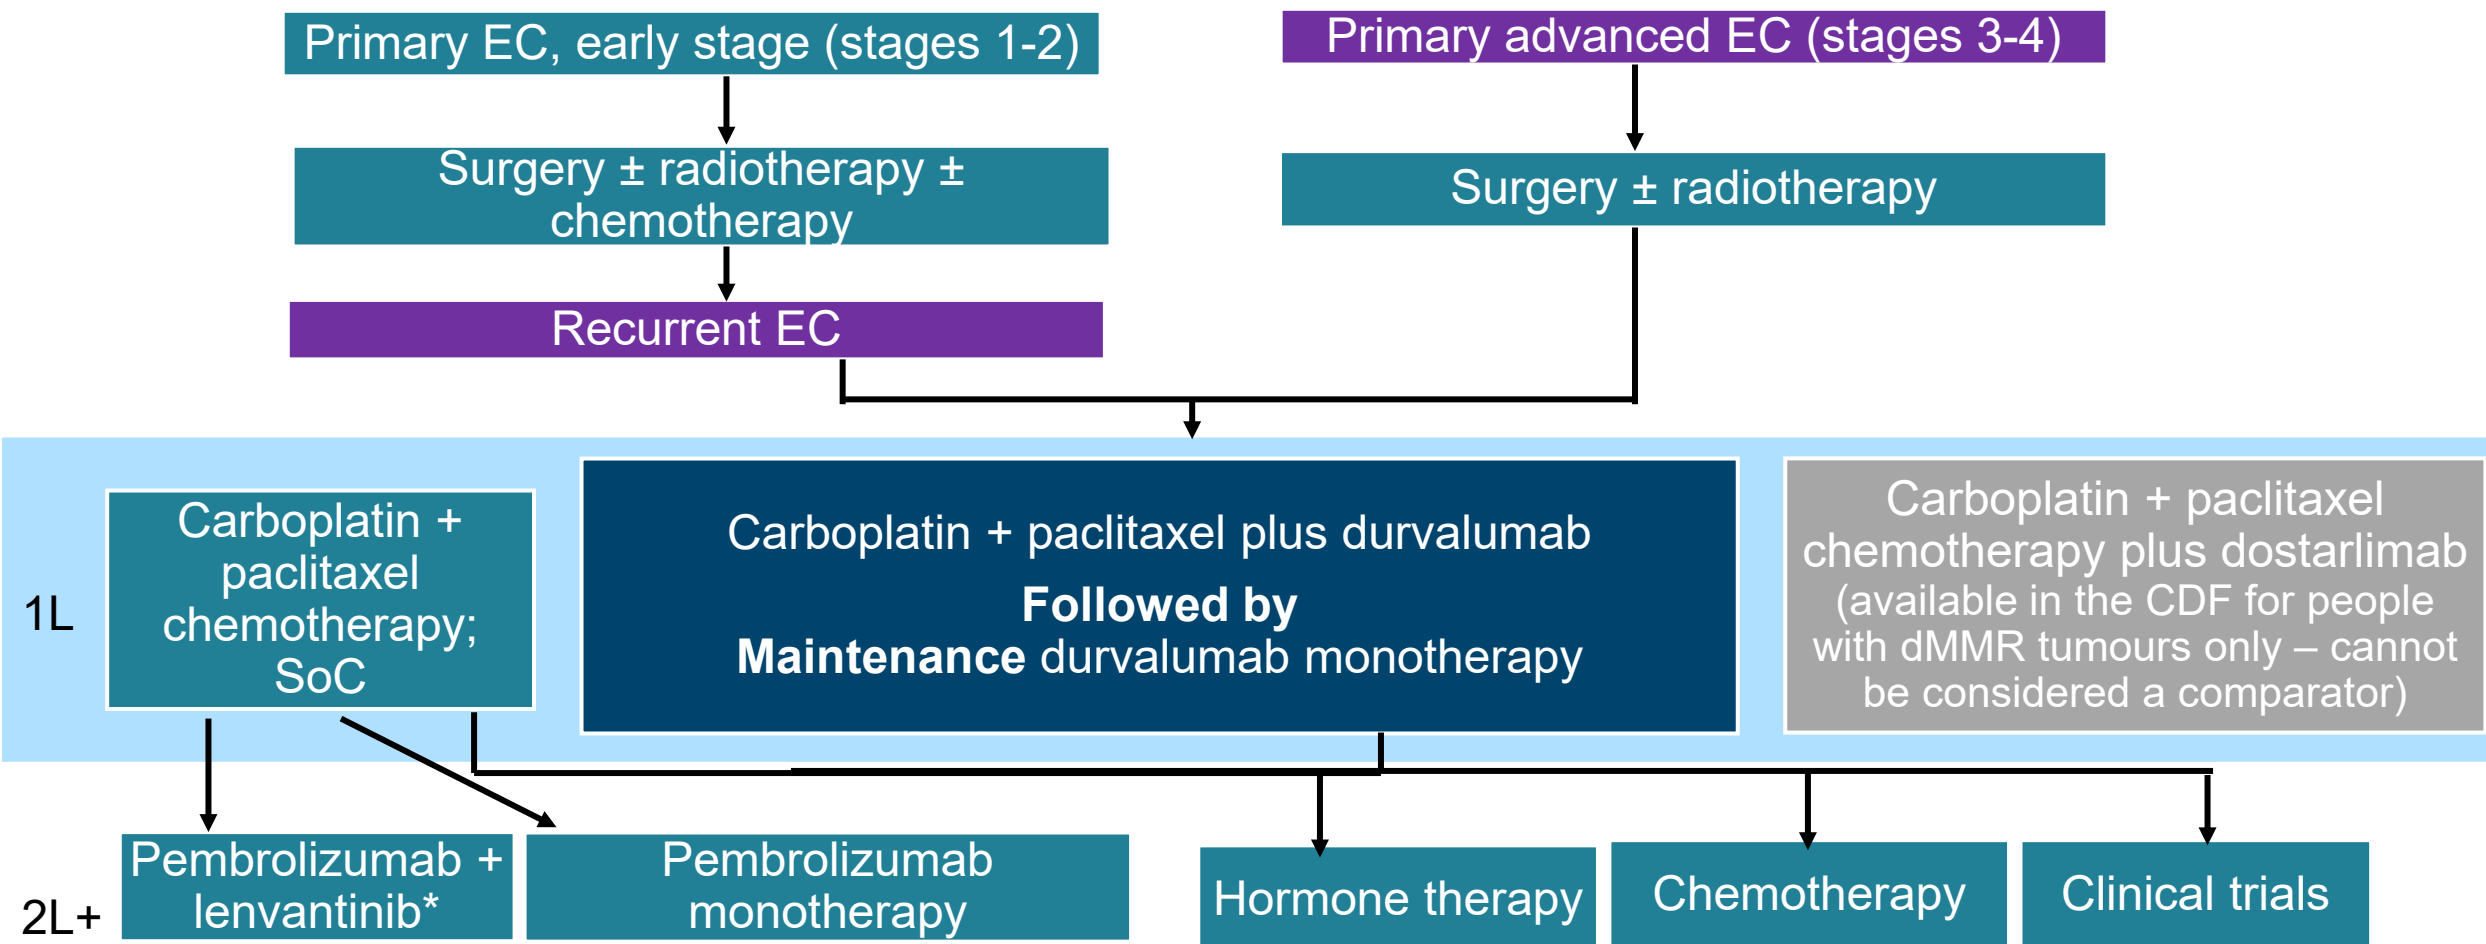 Primary EC, early stage (stages 1-2)
Primary advanced EC (stages 3-4)
Surgery ± radiotherapy ±
chemotherapy
Surgery ± radiotherapy
Recurrent EC
1L
Carboplatin +
paclitaxel
chemotherapy;
SoC
Carboplatin + paclitaxel plus durvalumab
Followed by
Maintenance durvalumab monotherapy
Carboplatin + paclitaxel
chemotherapy plus dostarlimab
(available in the CDF for people
with dMMR tumours only – cannot
be considered a comparator)
2L+
Pembrolizumab +
lenvantinib*
Pembrolizumab
monotherapy
Hormone therapy
Chemotherapy
Clinical trials